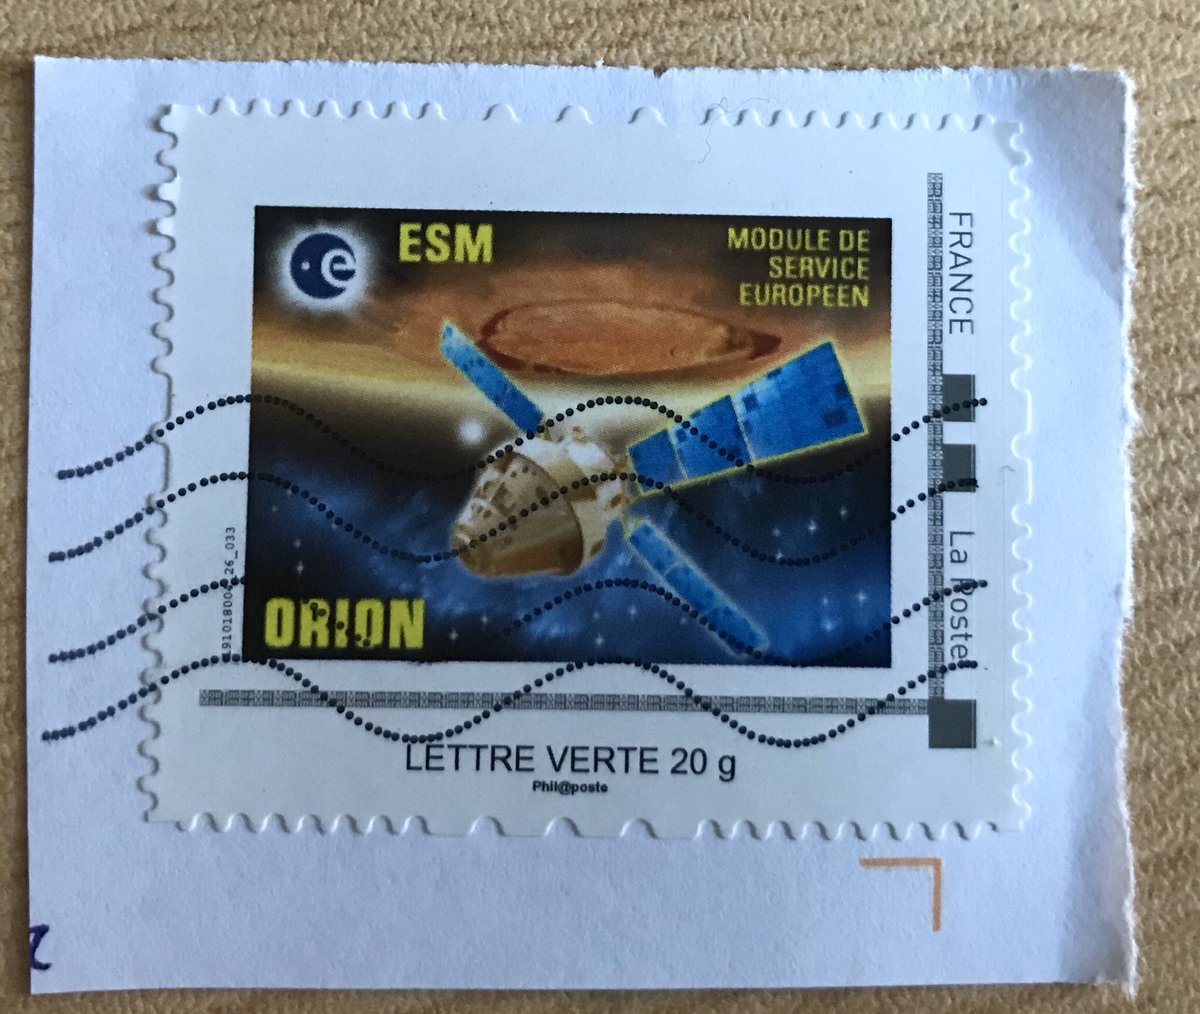 e
ESM
MODULE DE
SERVICE
EUROPEEN
ORION
FRANCE
La Poste
LETTRE VERTE 20 g
Phil@poste